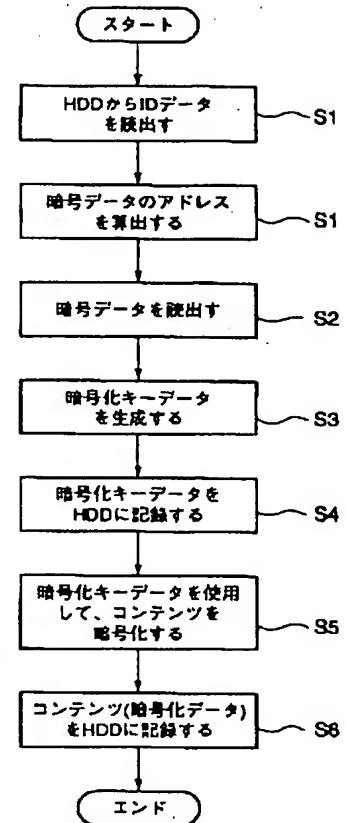 スタート
HDDからIDデータ
を読出す
S1
暗号データのアドレス
を算出する
S1
暗号データを読出す
S2
暗号化キーデータ
を生成する
S3
暗号化キーデータを
HDDに記録する
S4
暗号化キーデータを使用
して、コンテンツを
暗号化する
S5
コンテンツ(暗号化データ)
をHDDに記録する
S6
エンド